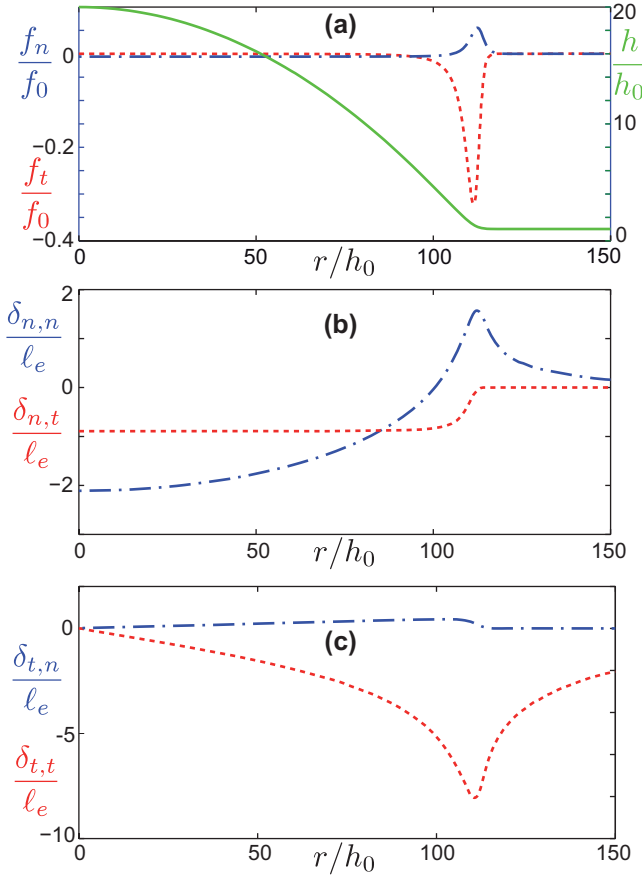 (a)
f_n/f_0
f_t/f_0
h/h_0
0
−0.2
−0.4
20
10
0
0 50 100 150
r/h_0
(b)
δ_{n,n}/ℓ_e
δ_{n,t}/ℓ_e
2
0
−2
0 50 100 150
r/h_0
(c)
δ_{t,n}/ℓ_e
δ_{t,t}/ℓ_e
0
-5
−10
0 50 100 150
r/h_0